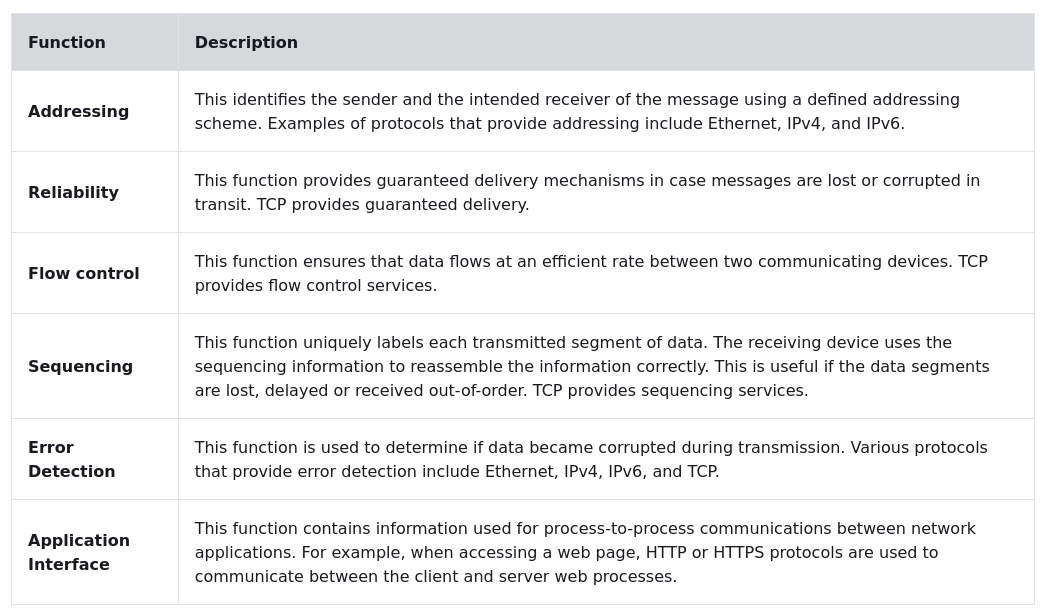 Function
Description
Addressing
This identifies the sender and the intended receiver of the message using a defined addressing
scheme. Examples of protocols that provide addressing include Ethernet, IPv4, and IPv6.
Reliability
This function provides guaranteed delivery mechanisms in case messages are lost or corrupted in
transit. TCP provides guaranteed delivery.
Flow control
This function ensures that data flows at an efficient rate between two communicating devices. TCP
provides flow control services.
Sequencing
This function uniquely labels each transmitted segment of data. The receiving device uses the
sequencing information to reassemble the information correctly. This is useful if the data segments
are lost, delayed or received out-of-order. TCP provides sequencing services.
Error
Detection
This function is used to determine if data became corrupted during transmission. Various protocols
that provide error detection include Ethernet, IPv4, IPv6, and TCP.
Application
Interface
This function contains information used for process-to-process communications between network
applications. For example, when accessing a web page, HTTP or HTTPS protocols are used to
communicate between the client and server web processes.